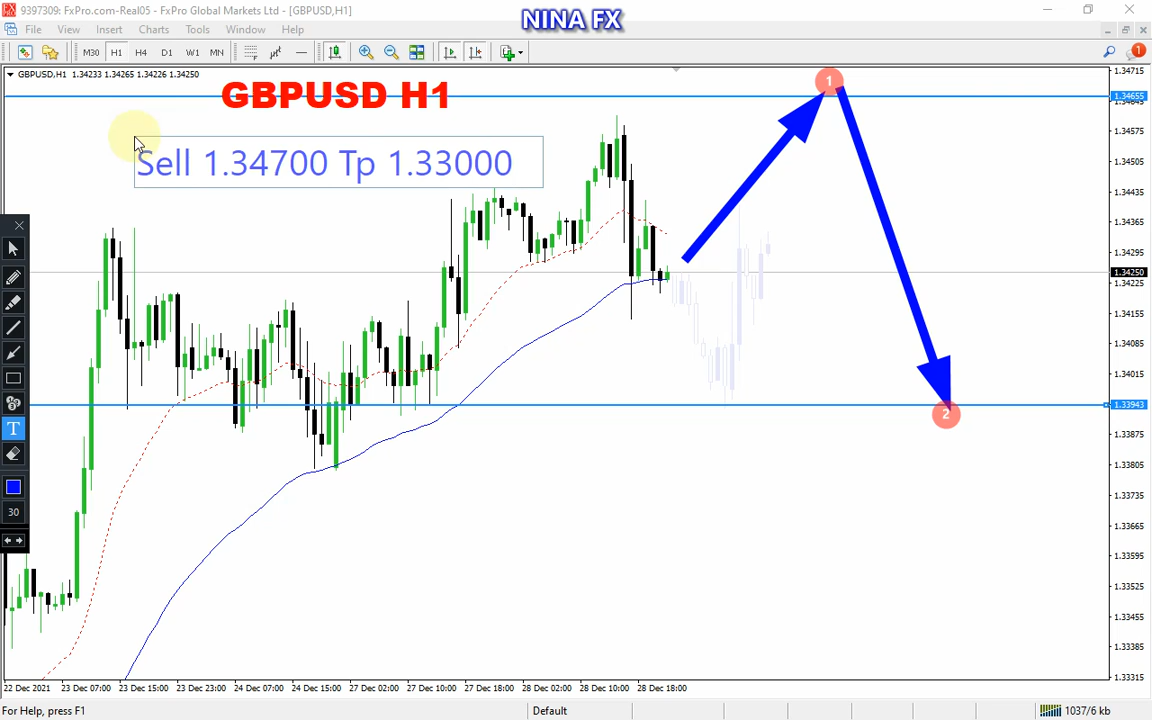 9397309: FxPro.com-Real05 - FxPro Global Markets Ltd - [GBPUSD,H1]
NINA FX
File View Insert Charts Tools Window Help
M30 H1 H4 D1 W1 MN
1
GBPUSD,H1 1.34233 1.34265 1.34226 1.34250
GBPUSD H1
Sell 1.34700 Tp 1.33000
1
2
T
30
1.34715
1.34655
1.34645
1.34575
1.34505
1.34435
1.34365
1.34295
1.34250
1.34225
1.34155
1.34085
1.34015
1.33943
1.33875
1.33805
1.33735
1.33665
1.33595
1.33525
1.33455
1.33385
1.33315
22 Dec 2021 23 Dec 07:00 23 Dec 15:00 23 Dec 23:00 24 Dec 07:00 24 Dec 15:00 27 Dec 02:00 27 Dec 10:00 27 Dec 18:00 28 Dec 02:00 28 Dec 10:00 28 Dec 18:00
For Help, press F1 Default 1037/6 kb